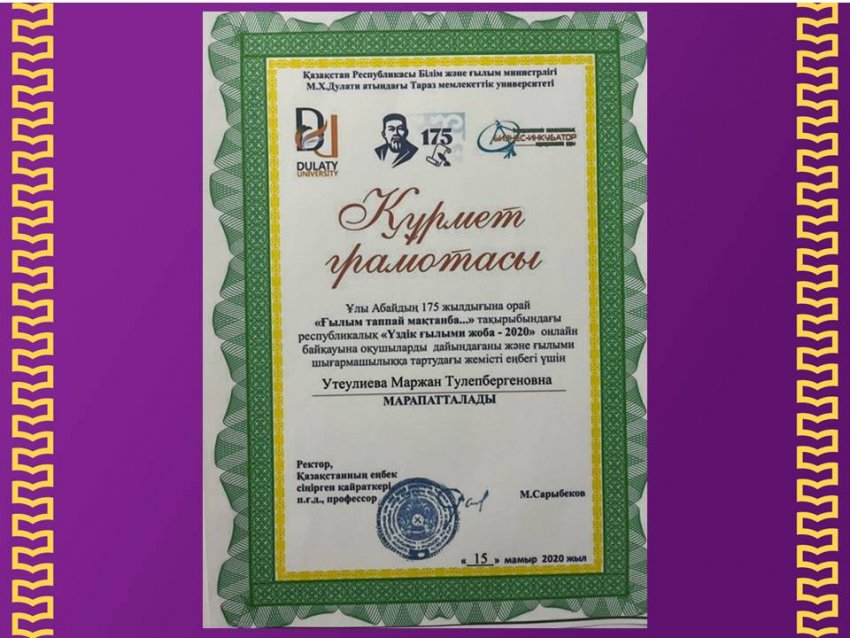 Қазақстан Республикасы Білім және ғылым министрлігі
М.Х.Дулати атындағы Тараз мемлекеттік университеті
DULATY
UNIVERSITY
175
БИЗНЕС-ИНКУБАТОР
Құрмет
грамотасы
Ұлы Абайдың 175 жылдығына орай
«Ғылым таппай мақтанба...» тақырыбындағы
республикалық «Үздік ғылыми жоба - 2020» онлайн
байқауына оқушыларды дайындағаны және ғылыми
шығармашылыққа тартудағы жемісті еңбегі үшін
Утеулиева Маржан Тулепбергеновна
МАРАПАТТАЛАДЫ
Ректор,
Қазақстанның еңбек
сіңірген қайраткері,
п.ғ.д., профессор
М.Сарыбеков
« 15 » мамыр 2020 жыл